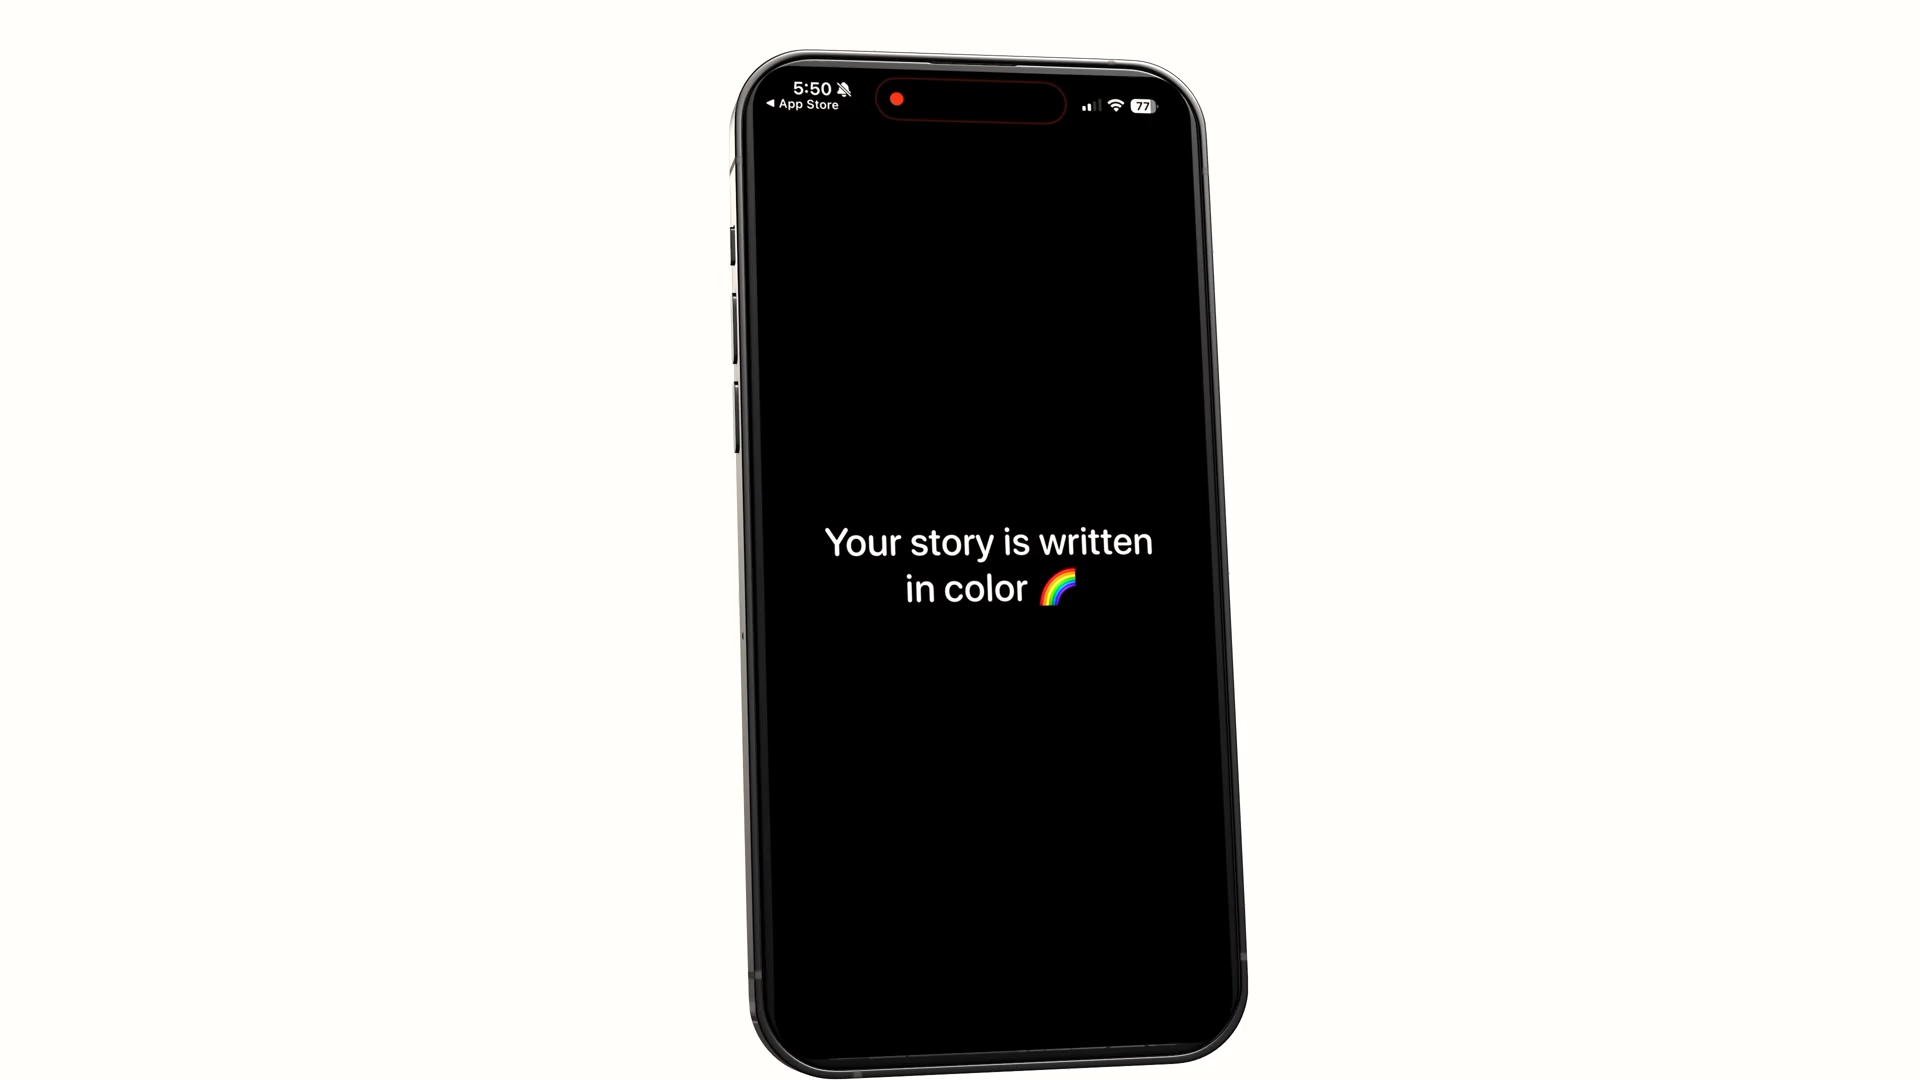 5:50
◀ App Store
77
Your story is written
in color 🌈